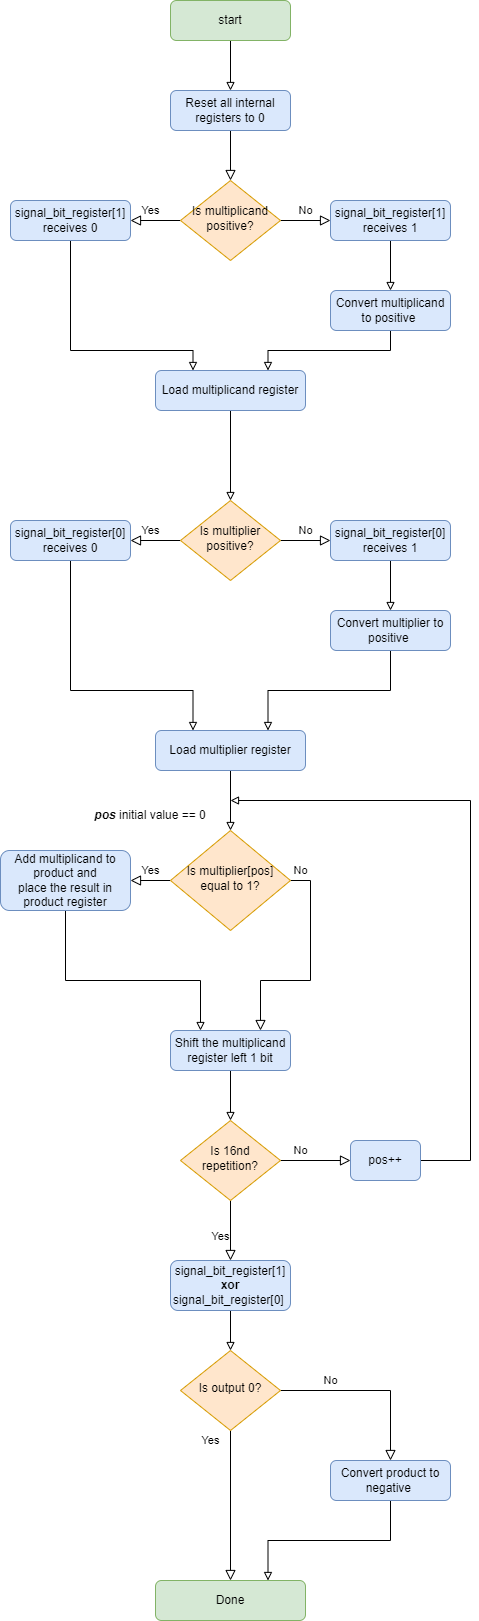 start
Reset all internal
registers to 0
Is multiplicand
positive?
Yes
No
signal_bit_register[1]
receives 0
signal_bit_register[1]
receives 1
Convert multiplicand
to positive
Load multiplicand register
Is multiplier
positive?
Yes
No
signal_bit_register[0]
receives 0
signal_bit_register[0]
receives 1
Convert multiplier to
positive
Load multiplier register
pos initial value == 0
Is multiplier[pos]
equal to 1?
Yes
No
Add multiplicand to
product and
place the result in
product register
Shift the multiplicand
register left 1 bit
Is 16nd
repetition?
No
pos++
Yes
signal_bit_register[1]
xor
signal_bit_register[0]
Is output 0?
No
Yes
Convert product to
negative
Done